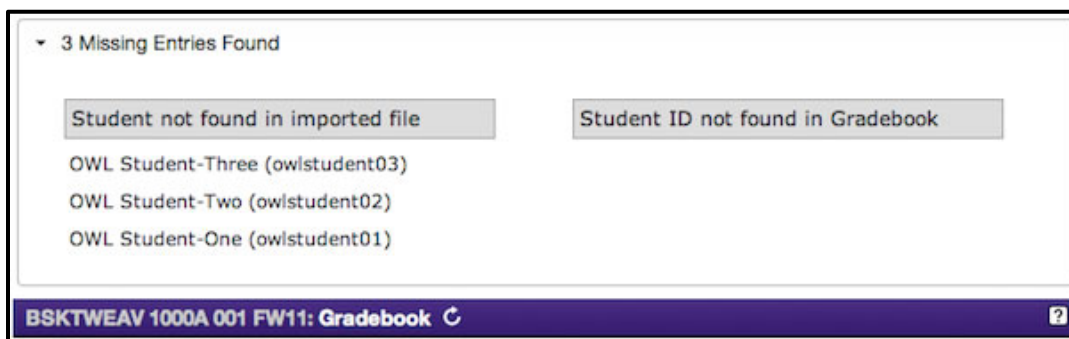 3 Missing Entries Found
Student not found in imported file
Student ID not found in Gradebook
OWL Student-Three (owlstudent03)
OWL Student-Two (owlstudent02)
OWL Student-One (owlstudent01)
BSKTWEAV 1000A 001 FW11: Gradebook
?